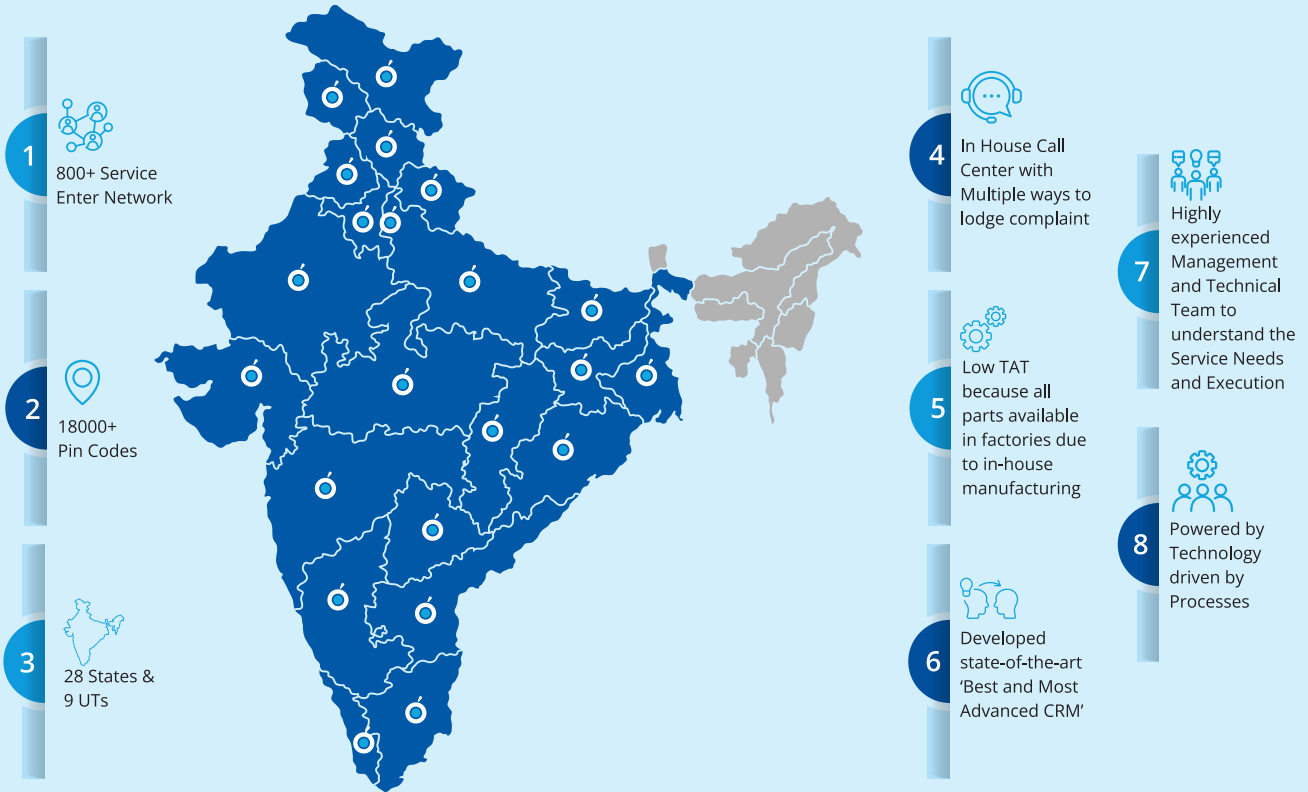 1
800+ Service
Enter Network
2
18000+
Pin Codes
3
28 States &
9 UTs
4
In House Call
Center with
Multiple ways to
lodge complaint
5
Low TAT
because all
parts available
in factories due
to in-house
manufacturing
6
Developed
state-of-the-art
‘Best and Most
Advanced CRM’
7
Highly
experienced
Management
and Technical
Team to
understand the
Service Needs
and Execution
8
Powered by
Technology
driven by
Processes